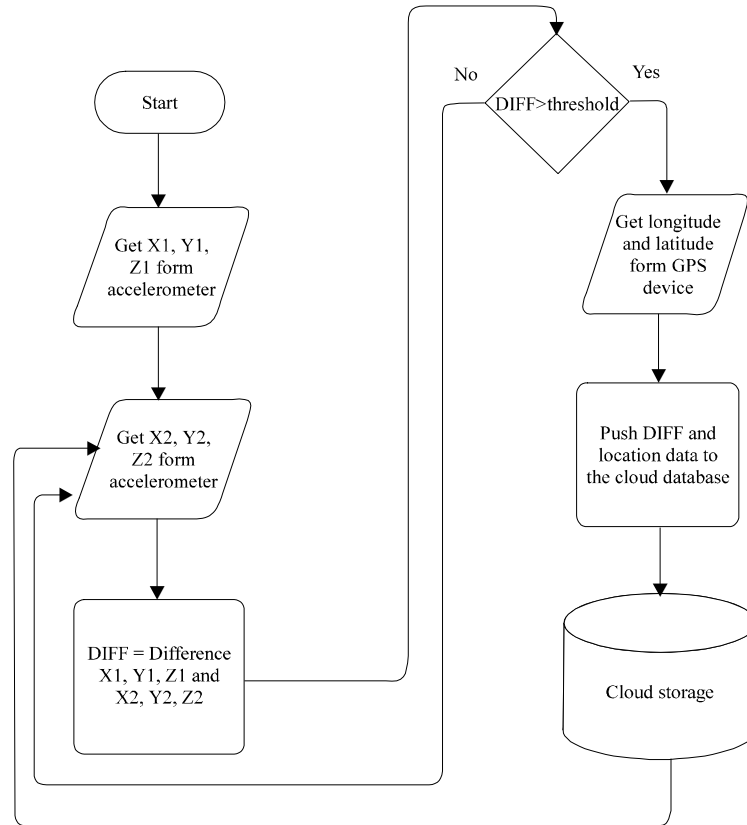 Start
Get X1, Y1,
Z1 form
accelerometer
Get X2, Y2,
Z2 form
accelerometer
DIFF = Difference
X1, Y1, Z1 and
X2, Y2, Z2
No
Yes
DIFF>threshold
Get longitude
and latitude
form GPS
device
Push DIFF and
location data to
the cloud database
Cloud storage